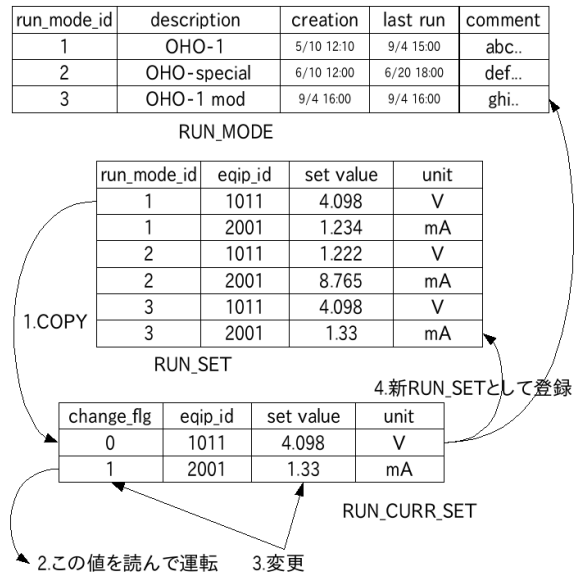 run_mode_id description creation last run comment
1 OHO-1 5/10 12:10 9/4 15:00 abc..
2 OHO-special 6/10 12:00 6/20 18:00 def...
3 OHO-1 mod 9/4 16:00 9/4 16:00 ghi..
RUN_MODE
run_mode_id eqip_id set value unit
1 1011 4.098 V
1 2001 1.234 mA
2 1011 1.222 V
2 2001 8.765 mA
3 1011 4.098 V
3 2001 1.33 mA
1.COPY
RUN_SET
4.新RUN_SETとして登録
change_flg eqip_id set value unit
0 1011 4.098 V
1 2001 1.33 mA
RUN_CURR_SET
2.この値を読んで運転 3.変更